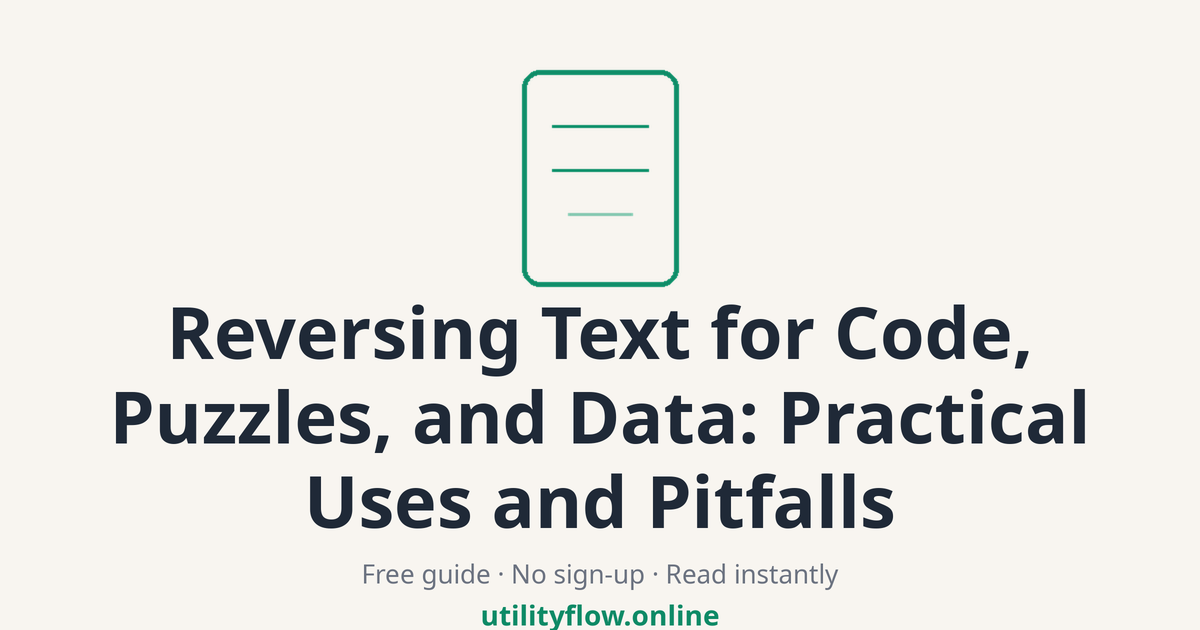 Reversing Text for Code,
Puzzles, and Data: Practical
Uses and Pitfalls
Free guide · No sign-up · Read instantly
utilityflow.online